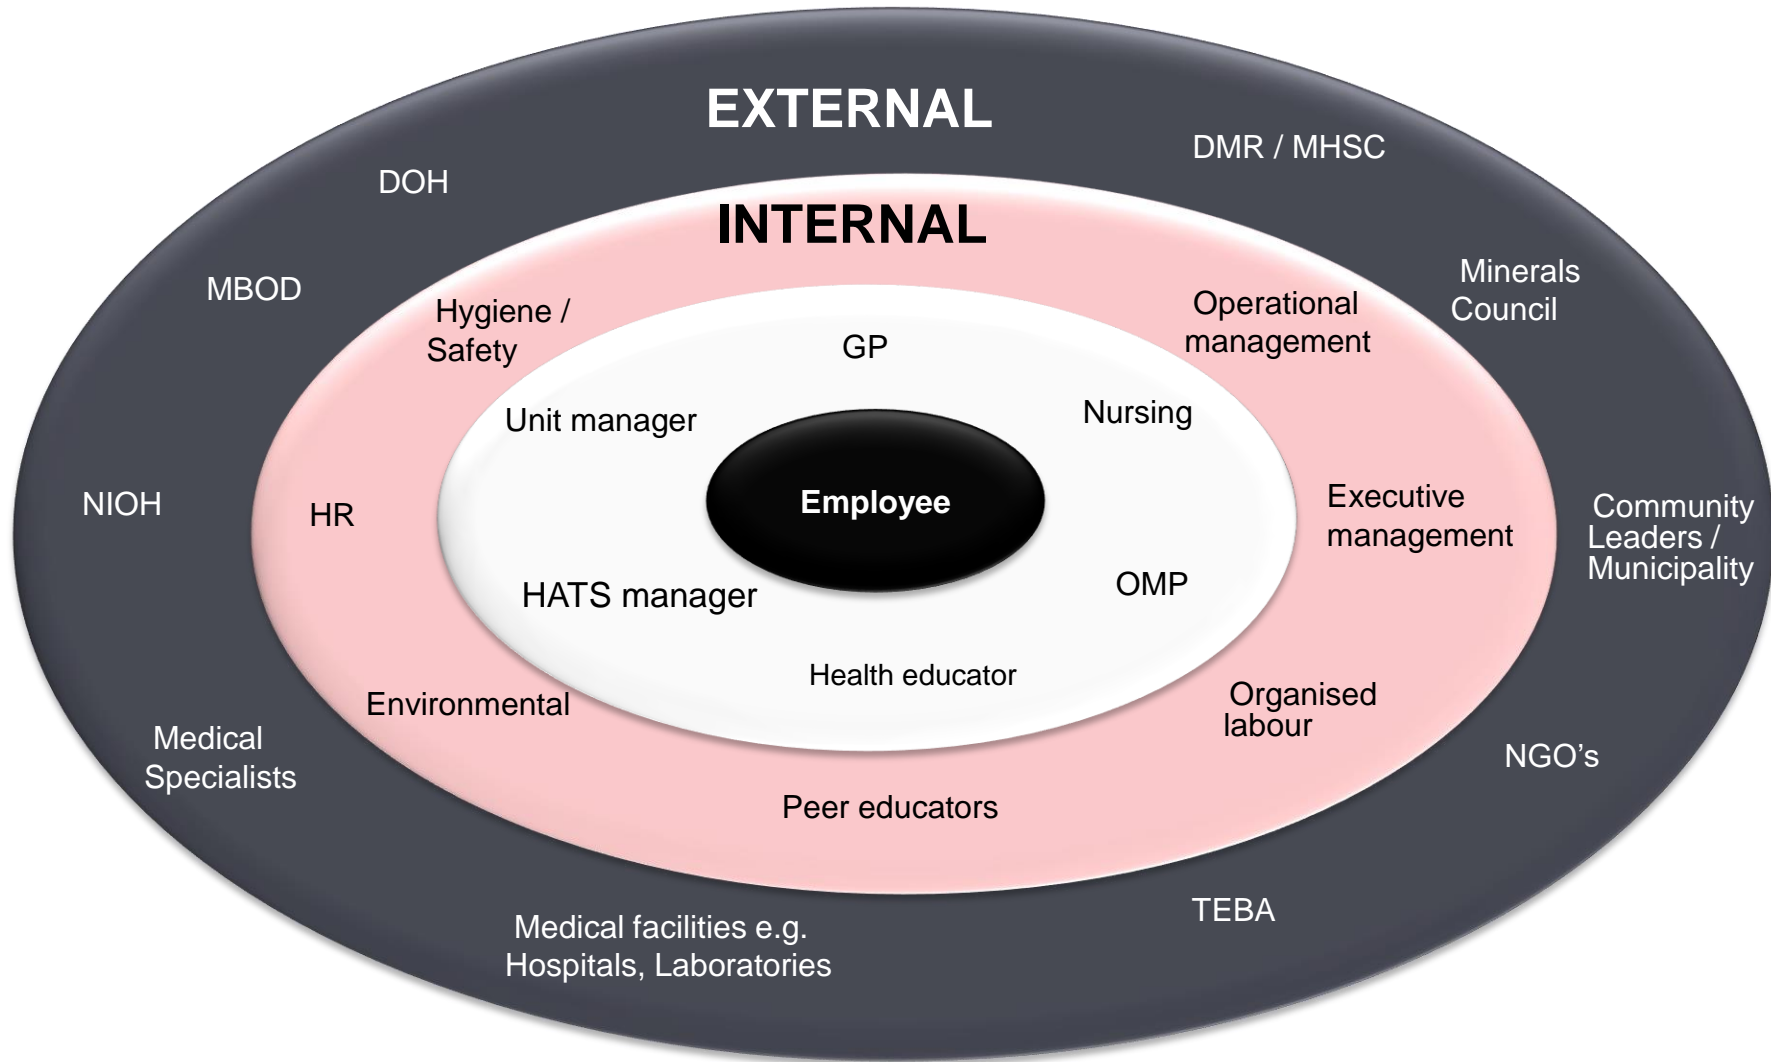 EXTERNAL
DMR / MHSC
DOH
INTERNAL
Minerals
Council
MBOD
Hygiene /
Safety
Operational
management
GP
Unit manager
Nursing
NIOH
HR
Employee
Executive
management
Community
Leaders /
Municipality
HATS manager
OMP
Health educator
Environmental
Organised
labour
Medical
Specialists
NGO's
Peer educators
TEBA
Medical facilities e.g.
Hospitals, Laboratories